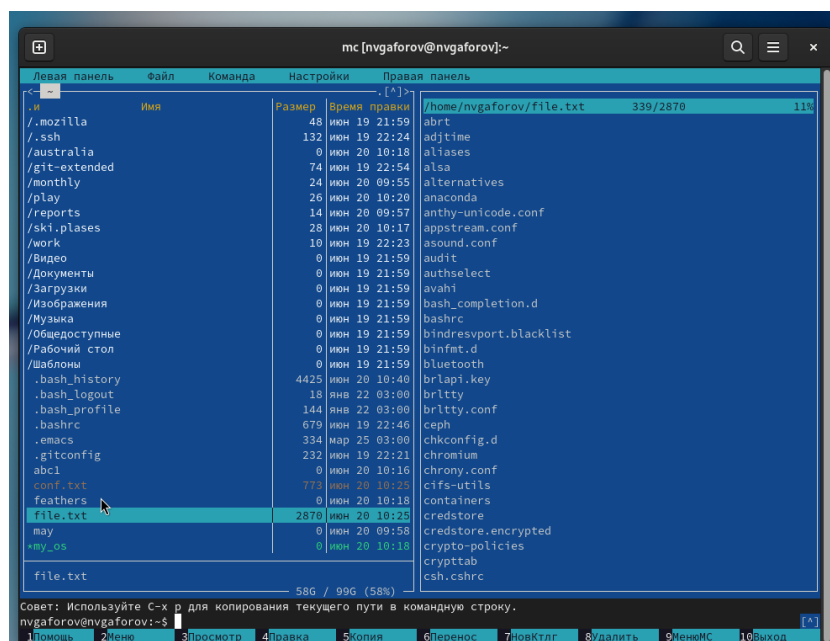 mc [nvgaforov@nvgaforov]:~
Левая панель Файл Команда Настройки Правая панель
<— ~ .[^]>
.и Имя Размер Время правки
/.mozilla 48 июн 19 21:59
/.ssh 132 июн 19 22:24
/australia 0 июн 20 10:18
/git-extended 74 июн 19 22:54
/monthly 24 июн 20 09:55
/play 26 июн 20 10:20
/reports 14 июн 20 09:57
/ski.plases 28 июн 20 10:17
/work 10 июн 19 22:23
/Видео 0 июн 19 21:59
/Документы 0 июн 19 21:59
/Загрузки 0 июн 19 21:59
/Изображения 0 июн 19 21:59
/Музыка 0 июн 19 21:59
/Общедоступные 0 июн 19 21:59
/Рабочий стол 0 июн 19 21:59
/Шаблоны 0 июн 19 21:59
.bash_history 4425 июн 20 10:40
.bash_logout 18 янв 22 03:00
.bash_profile 144 янв 22 03:00
.bashrc 679 июн 19 22:46
.emacs 334 мар 25 03:00
.gitconfig 232 июн 19 22:21
abc1 0 июн 20 10:16
conf.txt 773 июн 20 10:25
feathers 0 июн 20 10:18
file.txt 2870 июн 20 10:25
may 0 июн 20 09:58
*my_os 0 июн 20 10:18
file.txt
58G / 99G (58%)
/home/nvgaforov/file.txt 339/2870 11%
abrt
adjtime
aliases
alsa
alternatives
anaconda
anthy-unicode.conf
appstream.conf
asound.conf
audit
authselect
avahi
bash_completion.d
bashrc
bindresvport.blacklist
binfmt.d
bluetooth
brlapi.key
brltty
brltty.conf
ceph
chkconfig.d
chromium
chrony.conf
cifs-utils
containers
credstore
credstore.encrypted
crypto-policies
crypttab
csh.cshrc
Совет: Используйте C-x p для копирования текущего пути в командную строку.
nvgaforov@nvgaforov:~$ [^]
1Помощь 2Меню 3Просмотр 4Правка 5Копия 6Перенос 7НовКтлг 8Удалить 9МенюMC 10Выход